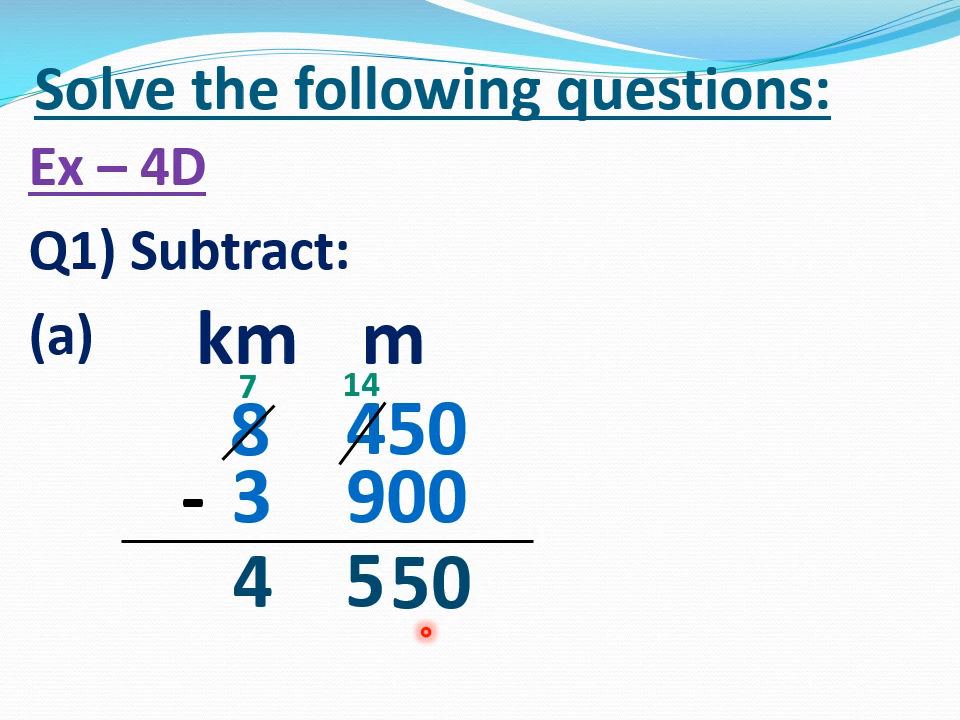 Solve the following questions:
Ex – 4D
Q1) Subtract:
(a) km m
7 14
8 450
- 3 900
4 550